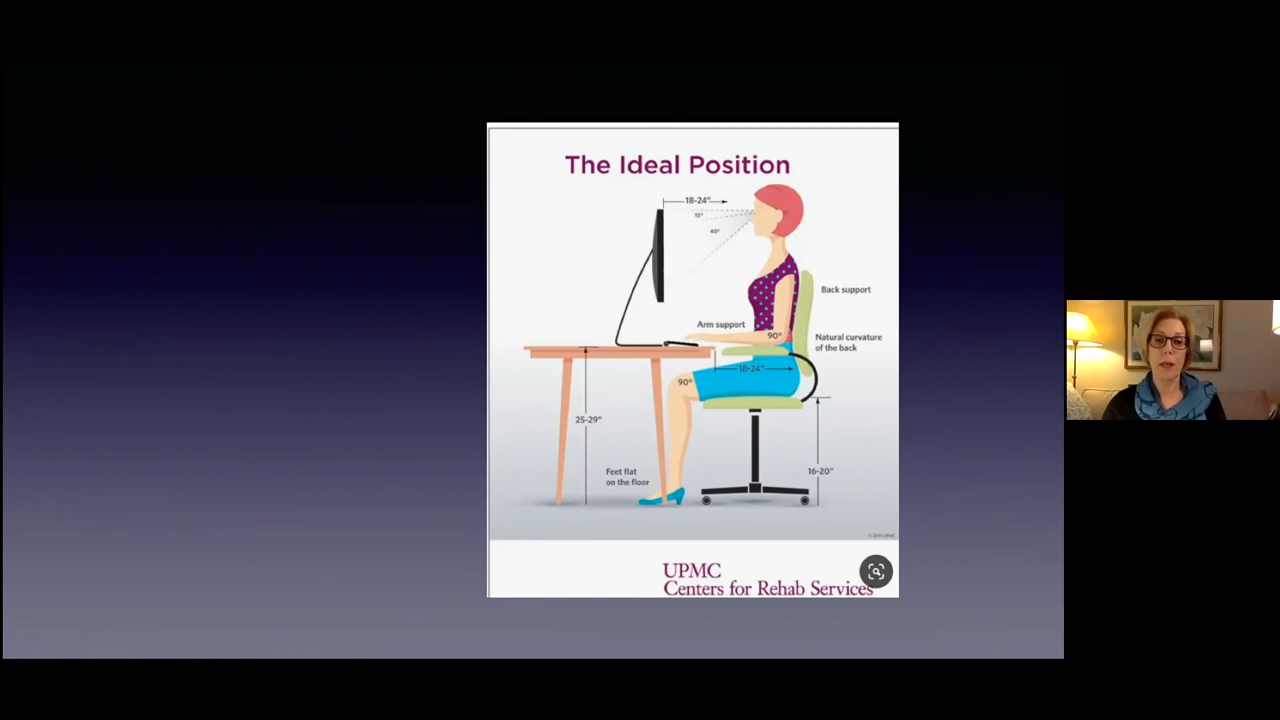 The Ideal Position
18-24"
15°
40°
Back support
Arm support
90°
Natural curvature
of the back
18-24"
90°
25-29"
16-20"
Feet flat
on the floor
UPMC
Centers for Rehab Services